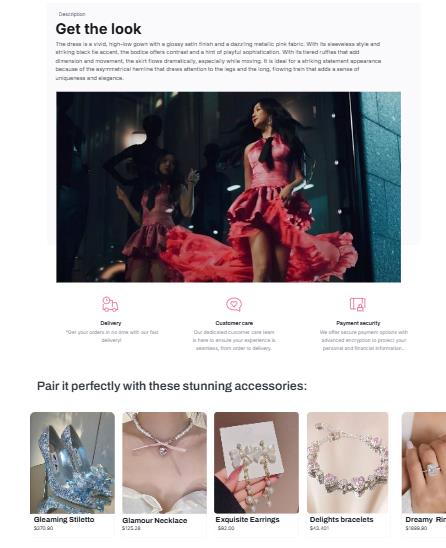 Description
Get the look
The dress is a vivid, high-low gown with a glossy satin finish and a dazzling metallic pink fabric. With its sleeveless style and
striking black tie accent, the bodice offers contrast and a hint of playful sophistication. With its tiered ruffles that add
dimension and movement, the skirt flows dramatically, especially while moving. It is ideal for a striking statement appearance
because of the asymmetrical hemline that draws attention to the legs and the long, flowing train that adds a sense of
uniqueness and elegance.
Delivery
"Get your orders in no time with our fast
delivery!
Customer care
Our dedicated customer care team
is here to ensure your experience is
seamless, from order to delivery.
Payment security
We offer secure payment options with
advanced encryption to protect your
personal and financial information.
Pair it perfectly with these stunning accessories:
Gleaming Stiletto
$270.90
Glamour Necklace
$125.28
Exquisite Earrings
$92.00
Delights bracelets
$43.401
Dreamy Rin